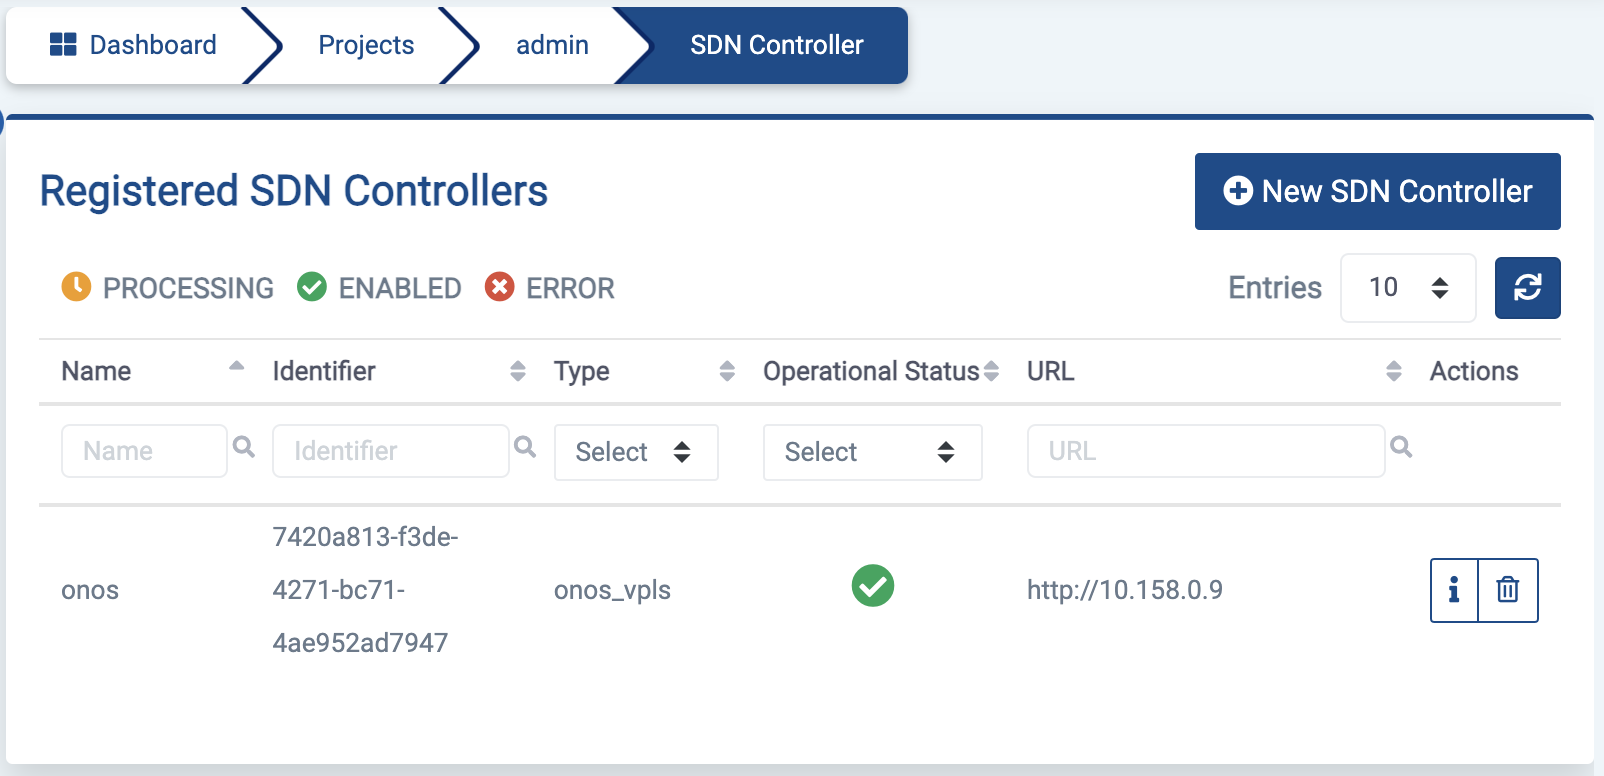 Dashboard Projects admin SDN Controller
Registered SDN Controllers
New SDN Controller
PROCESSING ENABLED ERROR
Entries 10
Name Identifier Type Operational Status URL Actions
Name Identifier Select Select URL
7420a813-f3de-
onos 4271-bc71- onos_vpls http://10.158.0.9
4ae952ad7947